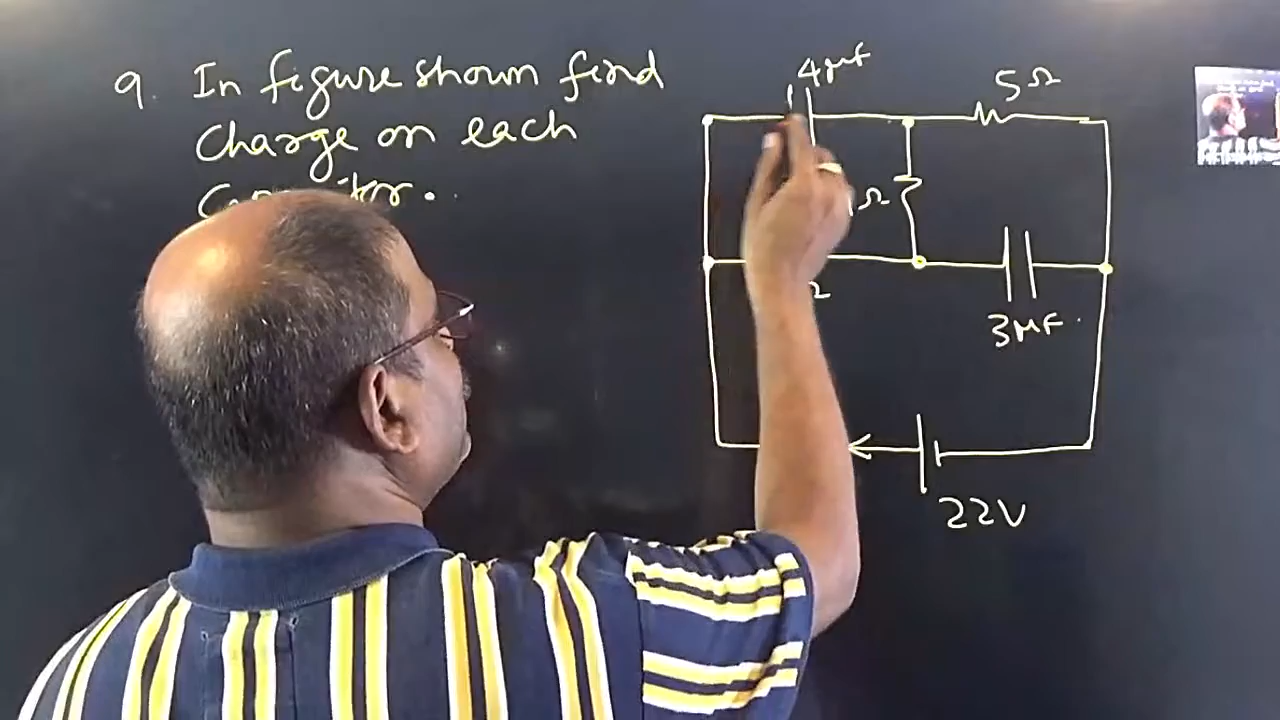 9. In figure shown find
Charge on each
4μf
5Ω
Ω
3μF
22V